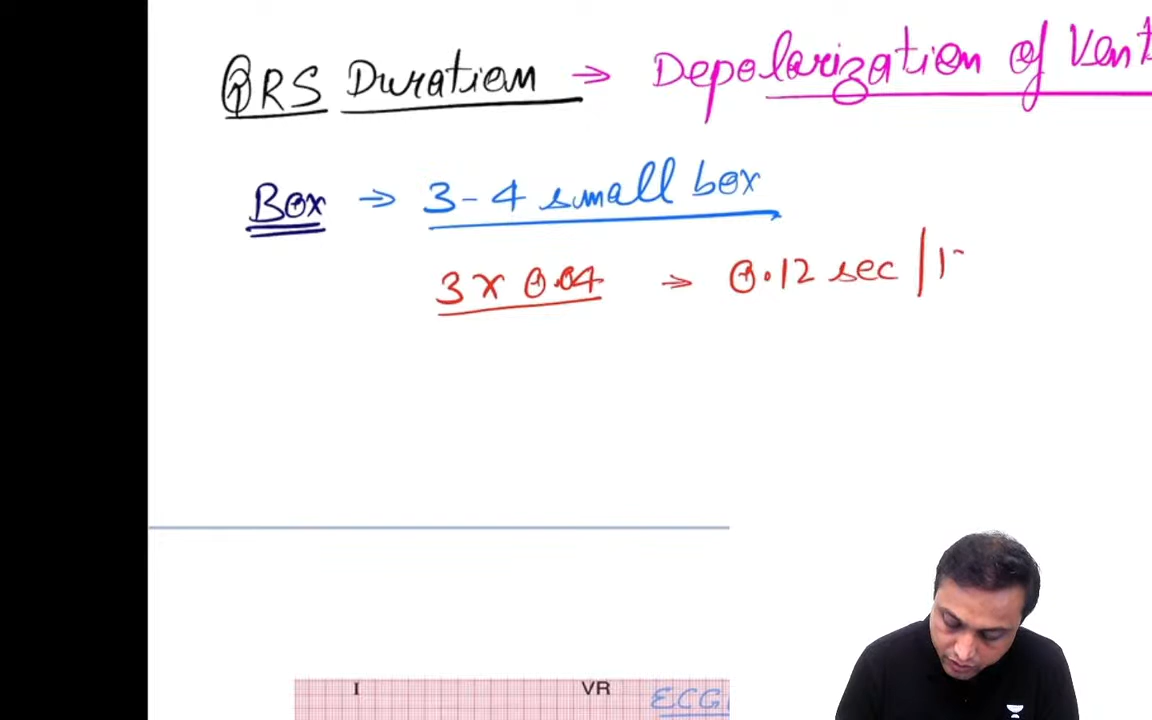 QRS Duration → Depolarization of Vent
Box → 3-4 small box
3 x 0.04 → 0.12 sec /
I VR ECG